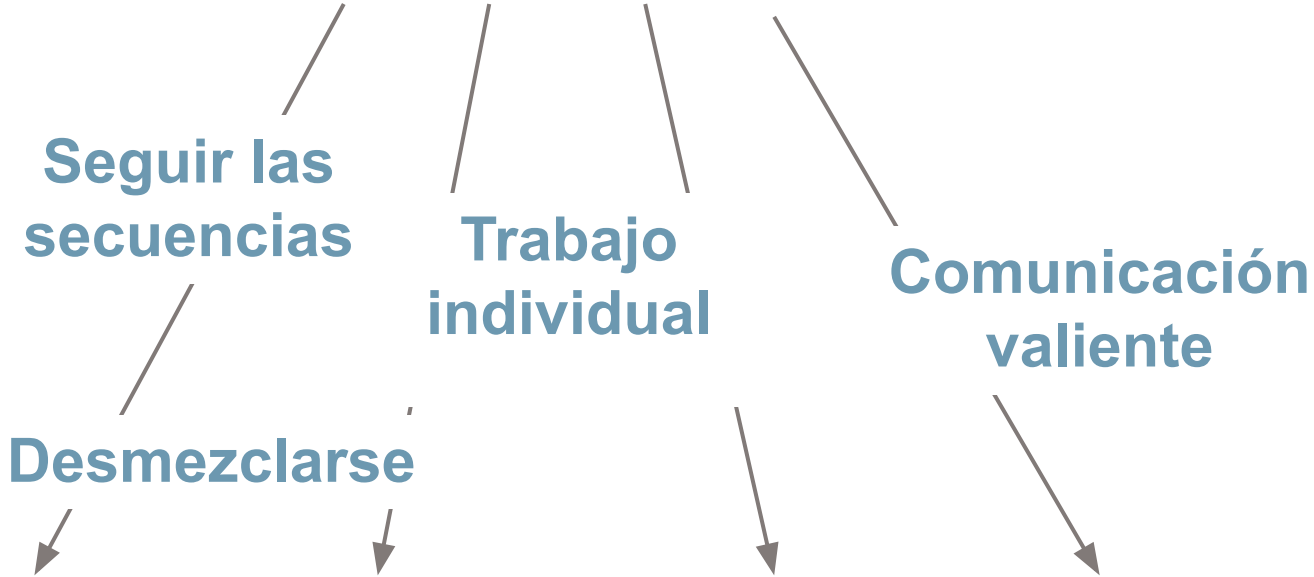 Seguir las
secuencias
Trabajo
individual
Comunicación
valiente
Desmezclarse